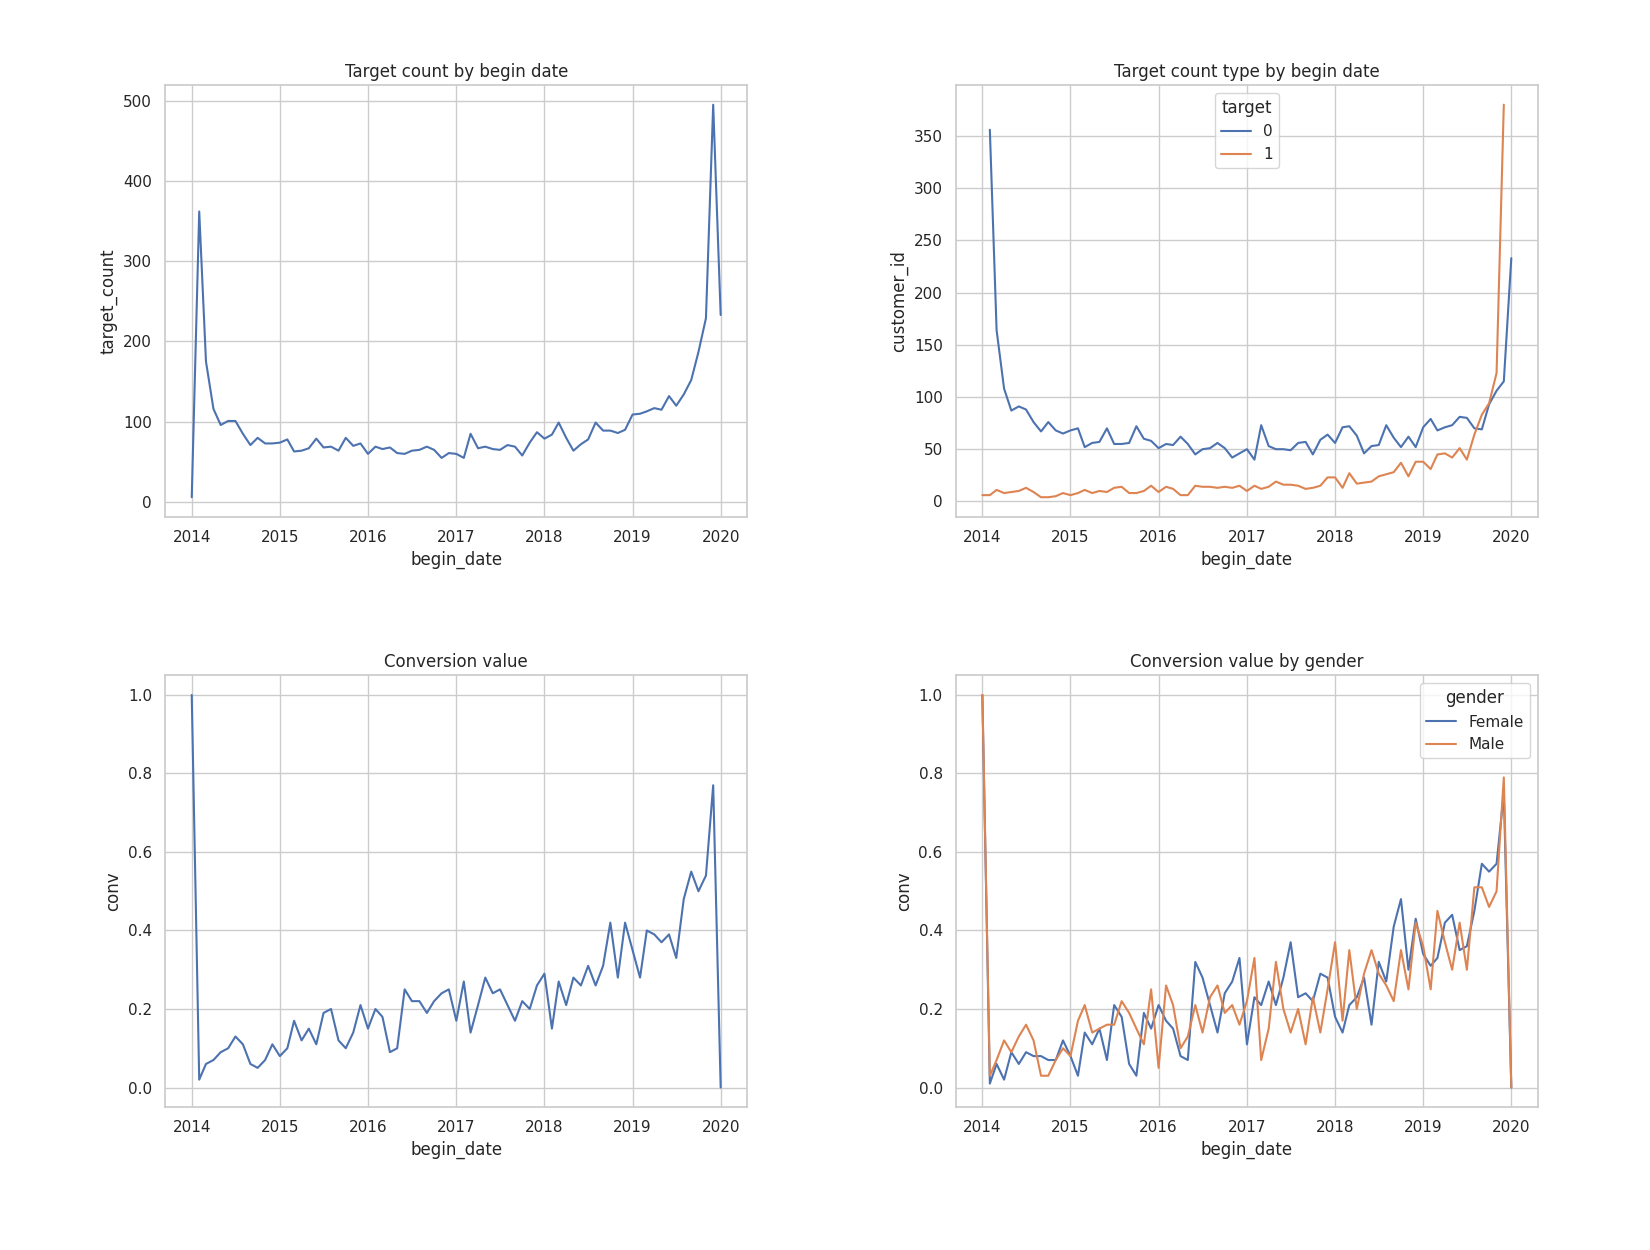 Target count by begin date
500
400
300
200
100
0
target_count
2014 2015 2016 2017 2018 2019 2020
begin_date
Target count type by begin date
target
0
1
350
300
250
200
150
100
50
0
customer_id
2014 2015 2016 2017 2018 2019 2020
begin_date
Conversion value
1.0
0.8
0.6
0.4
0.2
0.0
conv
2014 2015 2016 2017 2018 2019 2020
begin_date
Conversion value by gender
gender
Female
Male
1.0
0.8
0.6
0.4
0.2
0.0
conv
2014 2015 2016 2017 2018 2019 2020
begin_date